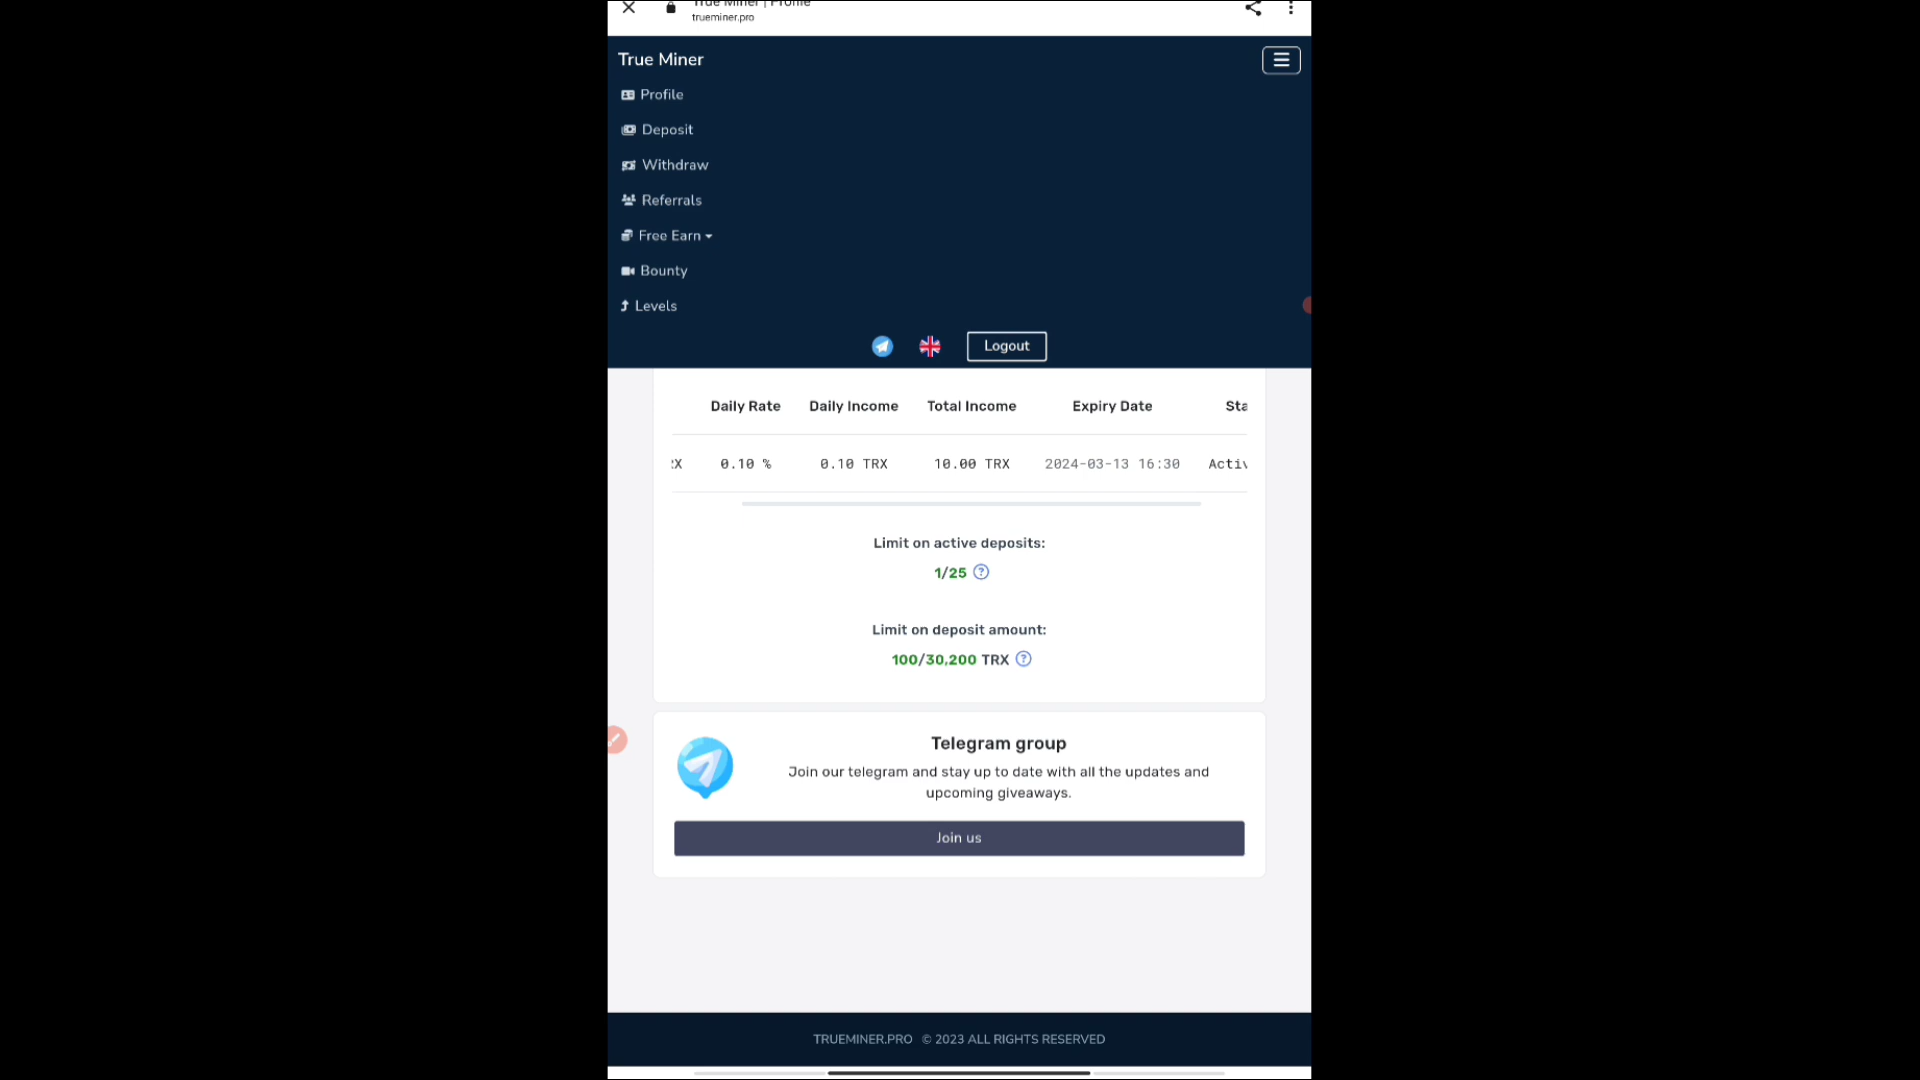 trueminer.pro
True Miner
Profile
Deposit
Withdraw
Referrals
Free Earn
Bounty
Levels
Logout
Daily Rate Daily Income Total Income Expiry Date
0.10 % 0.10 TRX 10.00 TRX 2024-03-13 16:30
Limit on active deposits:
1/25 ?
Limit on deposit amount:
100/30,200 TRX ?
Telegram group
Join our telegram and stay up to date with all the updates and
upcoming giveaways.
Join us
TRUEMINER.PRO © 2023 ALL RIGHTS RESERVED